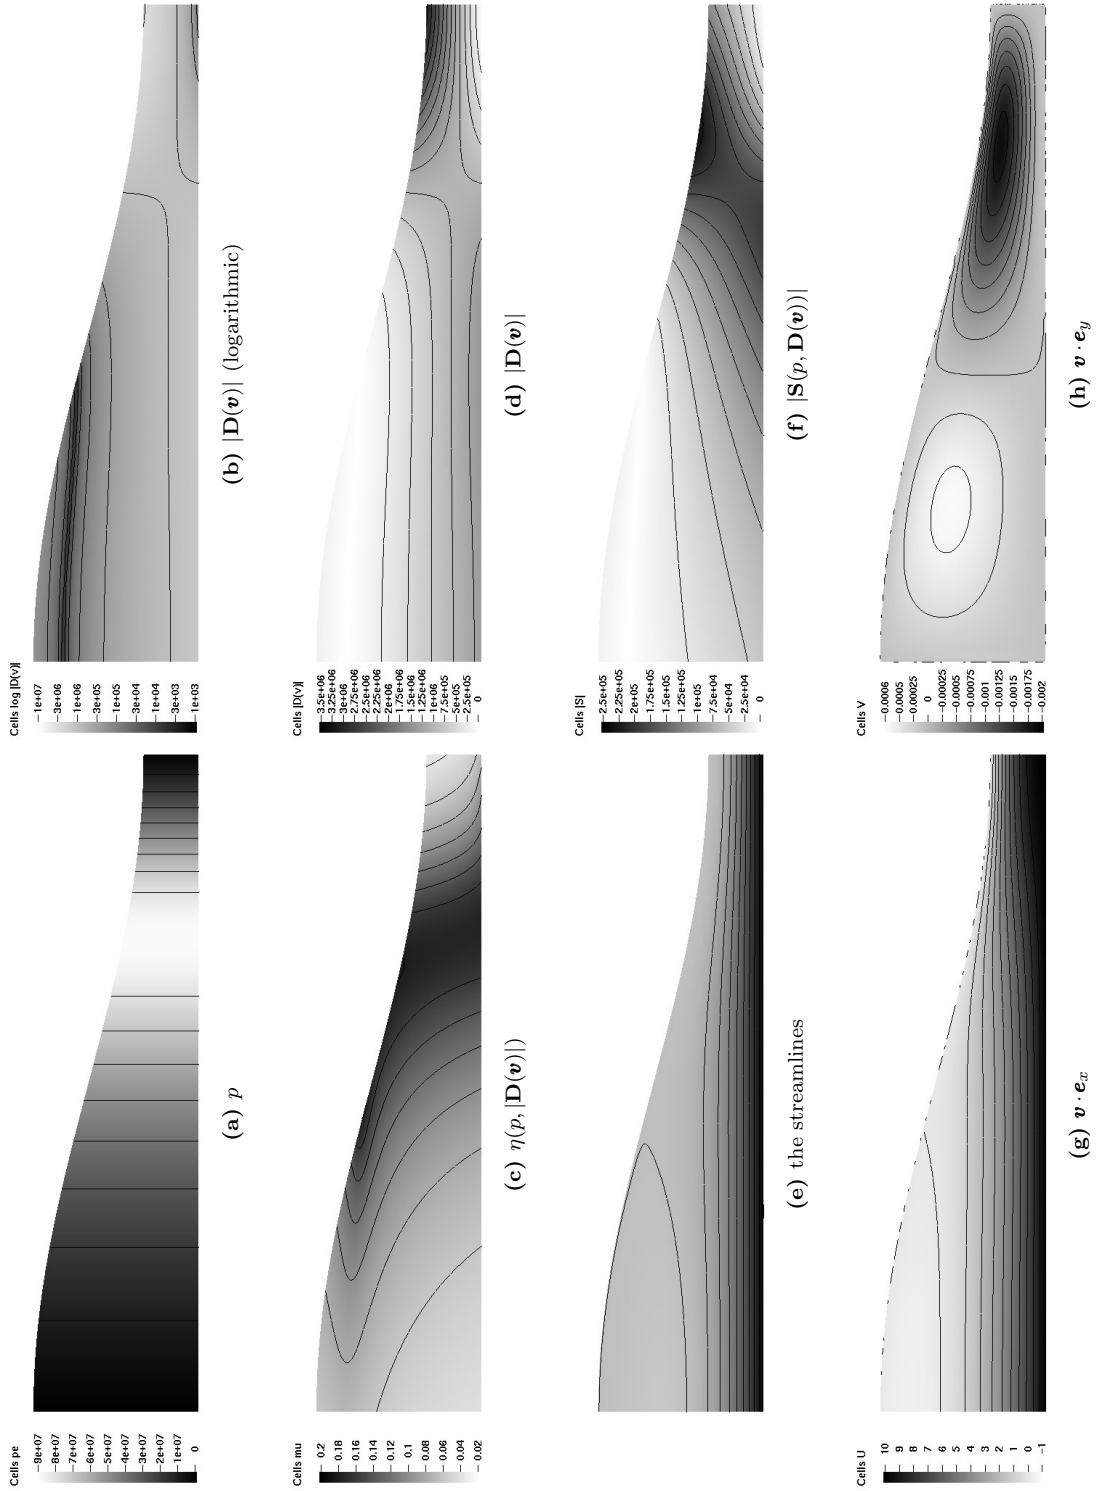 Cells pe
9e+07
8e+07
7e+07
6e+07
5e+07
4e+07
3e+07
2e+07
1e+07
0
(a) p
Cells log |D(v)|
1e+07
3e+06
1e+06
3e+05
1e+05
3e+04
1e+04
3e+03
1e+03
(b) |D(v)| (logarithmic)
Cells mu
0.2
0.18
0.16
0.14
0.12
0.1
0.08
0.06
0.04
0.02
(c) η(p, |D(v)|)
Cells |D(v)|
3.5e+06
3.25e+06
3e+06
2.75e+06
2.5e+06
2.25e+06
2e+06
1.75e+06
1.5e+06
1.25e+06
1e+06
7.5e+05
5e+05
2.5e+05
0
(d) |D(v)|
(e) the streamlines
Cells |S|
2.5e+05
2.25e+05
2e+05
1.75e+05
1.5e+05
1.25e+05
1e+05
7.5e+04
5e+04
2.5e+04
0
(f) |S(p, D(v))|
Cells U
10
9
8
7
6
5
4
3
2
1
0
-1
(g) v · e_x
Cells V
0.0006
0.0005
0.00025
0
-0.00025
-0.0005
-0.00075
-0.001
-0.00125
-0.0015
-0.00175
-0.002
(h) v · e_y